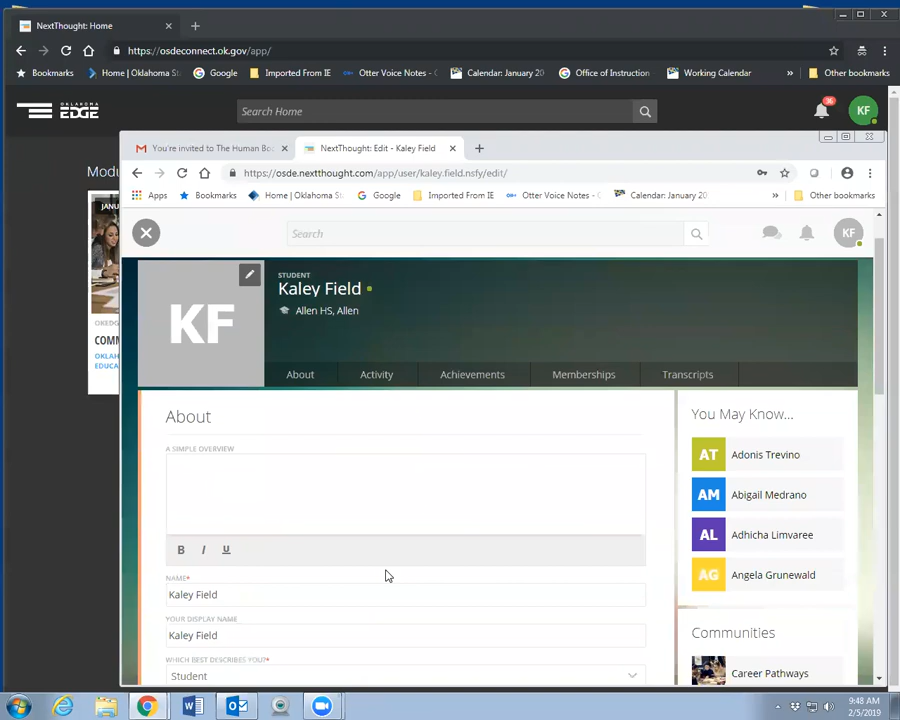 NextThought: Home
https://osdeconnect.ok.gov/app/
Bookmarks
Home | Oklahoma St
Google
Imported From IE
Otter Voice Notes - C
Calendar: January 20
Office of Instruction
Working Calendar
»
Other bookmarks
OKLAHOMA
EDGE
Search Home
36
KF
Modu
JANU
OKEDG
COMM
OKLAH
EDUCA
You're invited to The Human Bo
NextThought: Edit - Kaley Field
https://osde.nextthought.com/app/user/kaley.field.nsfy/edit/
Apps
Bookmarks
Home | Oklahoma St
Google
Imported From IE
Otter Voice Notes - C
Calendar: January 20
»
Other bookmarks
Search
KF
KF
STUDENT
Kaley Field
Allen HS, Allen
About
Activity
Achievements
Memberships
Transcripts
About
A SIMPLE OVERVIEW
B I U
NAME*
Kaley Field
YOUR DISPLAY NAME
Kaley Field
WHICH BEST DESCRIBES YOU?*
Student
You May Know...
AT Adonis Trevino
AM Abigail Medrano
AL Adhicha Limvaree
AG Angela Grunewald
Communities
Career Pathways
9:48 AM
2/5/2019